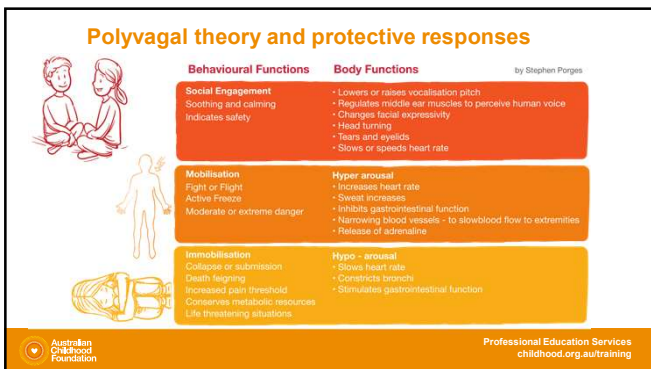 Polyvagal theory and protective responses
Behavioural Functions
Body Functions
by Stephen Porges
Social Engagement
Soothing and calming
Indicates safety
• Lowers or raises vocalisation pitch
• Regulates middle ear muscles to perceive human voice
• Changes facial expressivity
• Head turning
• Tears and eyelids
• Slows or speeds heart rate
Mobilisation
Fight or Flight
Active Freeze
Moderate or extreme danger
Hyper arousal
• Increases heart rate
• Sweat increases
• Inhibits gastrointestinal function
• Narrowing blood vessels - to slowblood flow to extremities
• Release of adrenaline
Immobilisation
Collapse or submission
Death feigning
Increased pain threshold
Conserves metabolic resources
Life threatening situations
Hypo - arousal
• Slows heart rate
• Constricts bronchi
• Stimulates gastrointestinal function
Australian
Childhood
Foundation
Professional Education Services
childhood.org.au/training